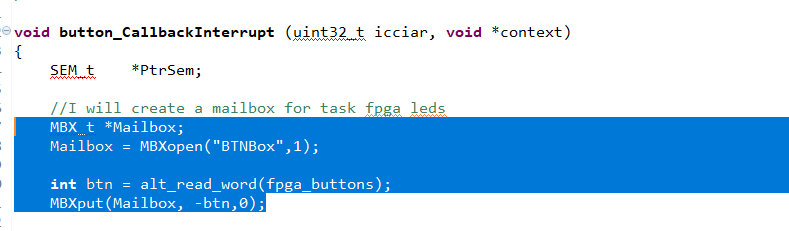 void button_CallbackInterrupt (uint32_t icciar, void *context)
{
SEM_t *PtrSem;
//I will create a mailbox for task fpga leds
MBX_t *Mailbox;
Mailbox = MBXopen("BTNBox",1);
int btn = alt_read_word(fpga_buttons);
MBXput(Mailbox, -btn,0);